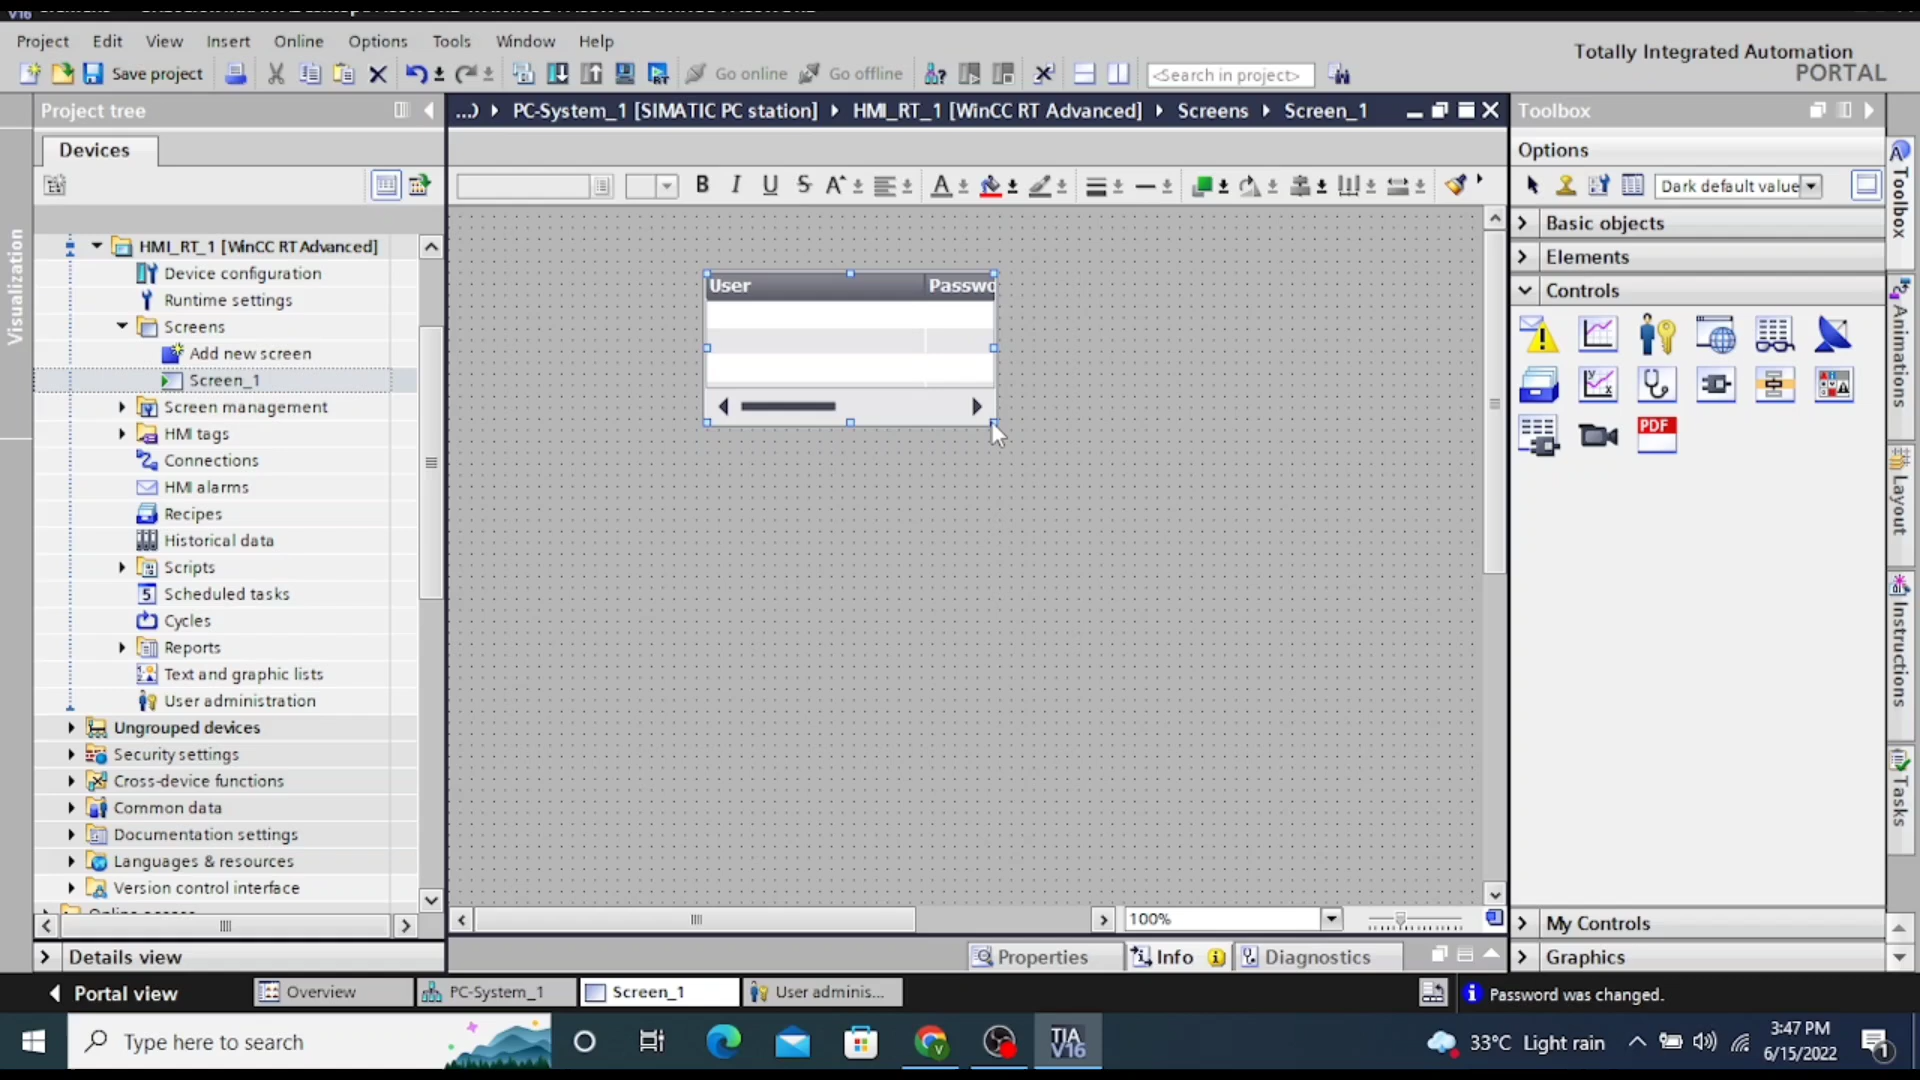 V16
Project Edit View Insert Online Options Tools Window Help
Totally Integrated Automation
PORTAL
Save project
Go online
Go offline
<Search in project>
Project tree
...) PC-System_1 [SIMATIC PC station] HMI_RT_1 [WinCC RT Advanced] Screens Screen_1
Toolbox
Devices
Options
B I U S A A
Dark default value
HMI_RT_1 [WinCC RT Advanced]
Device configuration
Runtime settings
Screens
Add new screen
Screen_1
Screen management
HMI tags
Connections
HMI alarms
Recipes
Historical data
Scripts
Scheduled tasks
Cycles
Reports
Text and graphic lists
User administration
Ungrouped devices
Security settings
Cross-device functions
Common data
Documentation settings
Languages & resources
Version control interface
Details view
Visualization
User Passwo
100%
Properties
Info
Diagnostics
Basic objects
Elements
Controls
PDF
My Controls
Graphics
Toolbox
Animations
Layout
Instructions
Tasks
Portal view
Overview
PC-System_1
Screen_1
User adminis...
Password was changed.
Type here to search
TIA
V16
33°C Light rain
3:47 PM
6/15/2022
1